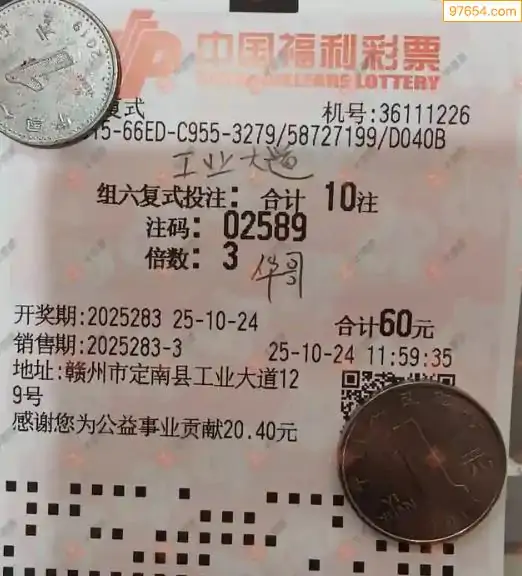 97654.com
2019
中国福利彩票
LOTTERY
复式
机号:36111226
15-66ED-C955-3279/58727199/D040B
工业大道
组六复式投注: 合计 10注
注码: 02589
倍数: 3
华哥
开奖期:2025283 25-10-24
合计60元
销售期:2025283-3
25-10-24 11:59:35
地址:赣州市定南县工业大道12
9号
感谢您为公益事业贡献20.40元